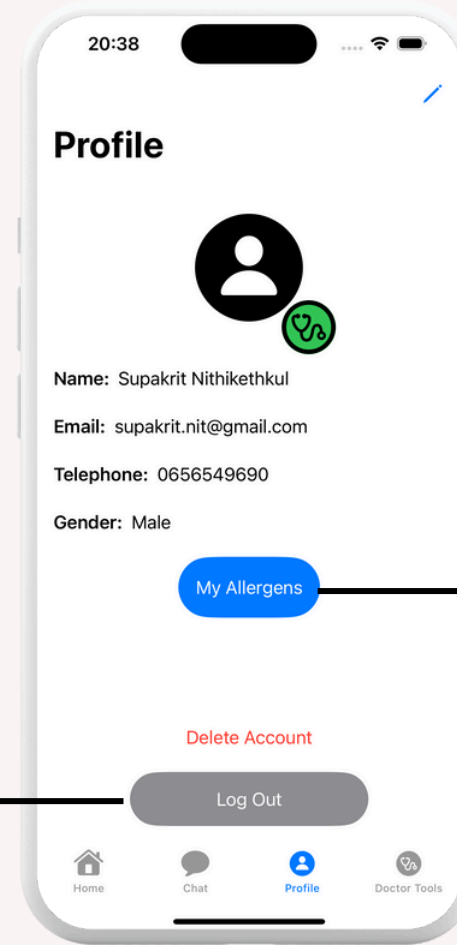 20:38
Profile
Name: Supakrit Nithikethkul
Email: supakrit.nit@gmail.com
Telephone: 0656549690
Gender: Male
My Allergens
Delete Account
Log Out
Home Chat Profile Doctor Tools